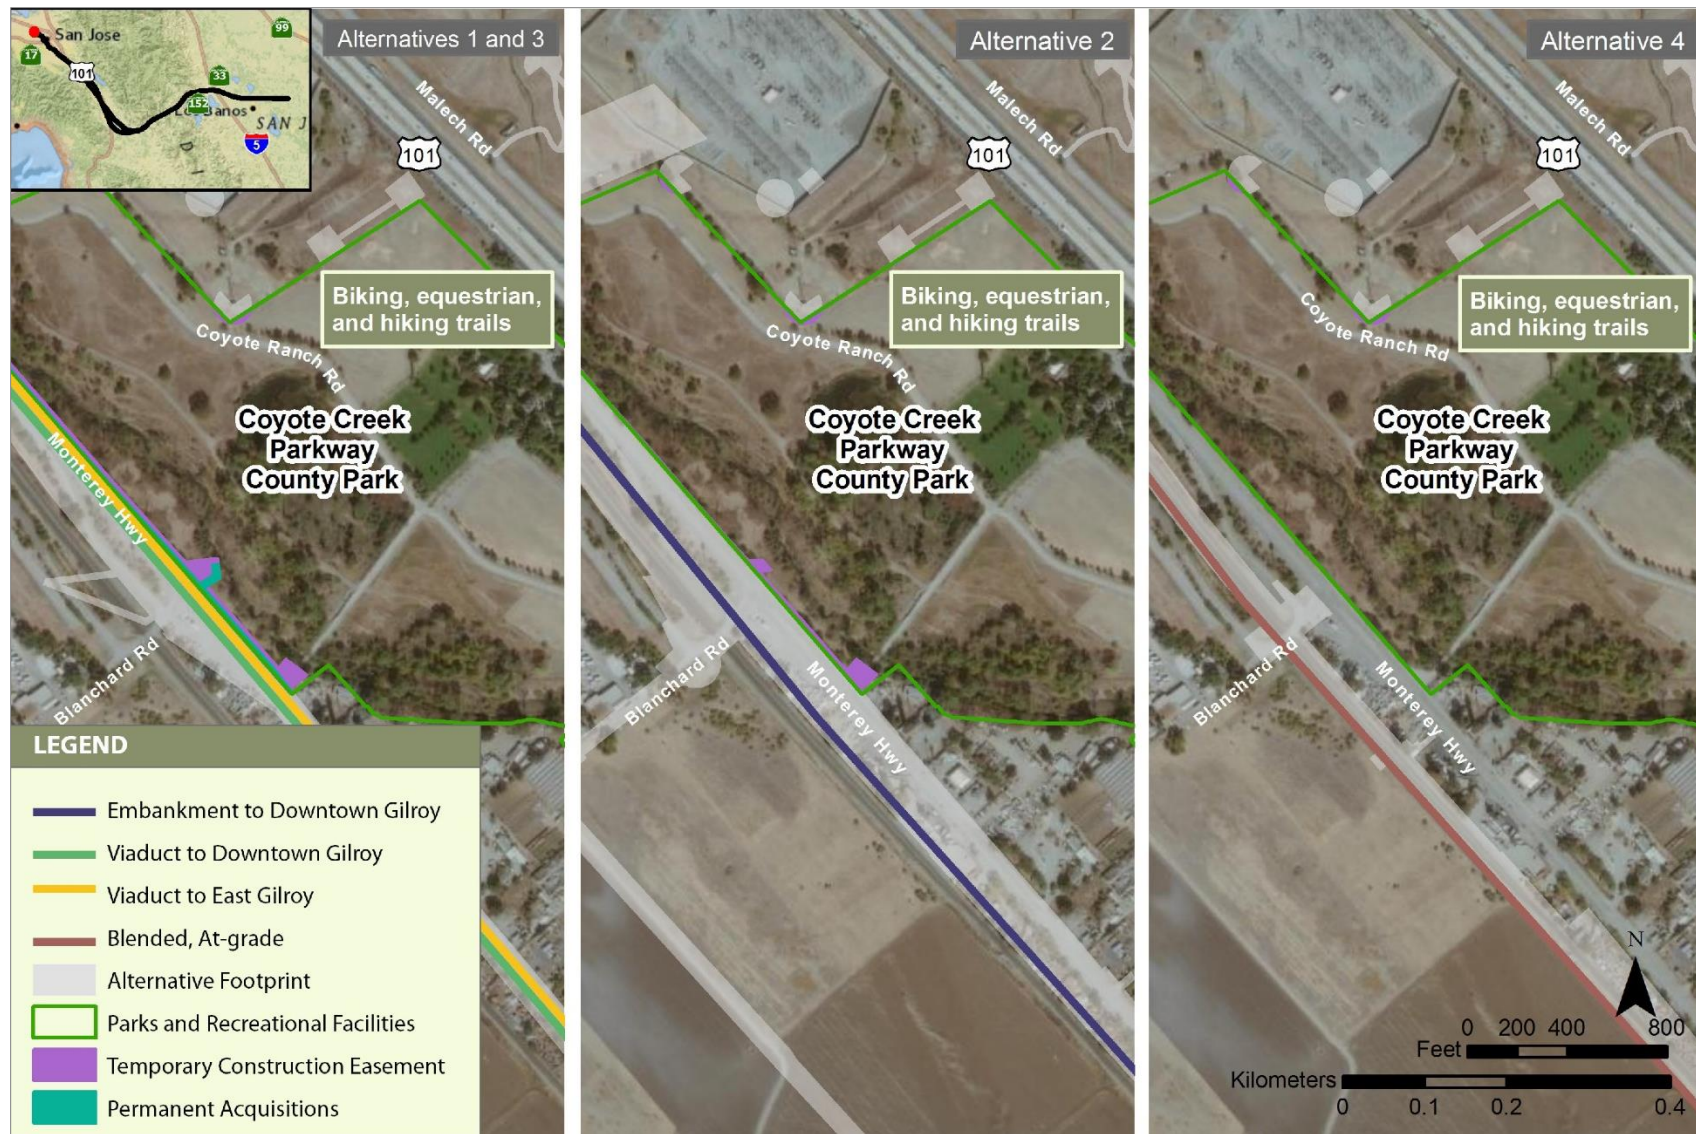 San Jose
99
17
101
33
152
Los Banos
SAN J
D
5
Alternatives 1 and 3
Malech Rd
101
Biking, equestrian,
and hiking trails
Coyote Ranch Rd
Coyote Creek
Parkway
County Park
Monterey Hwy
Blanchard Rd
LEGEND
Embankment to Downtown Gilroy
Viaduct to Downtown Gilroy
Viaduct to East Gilroy
Blended, At-grade
Alternative Footprint
Parks and Recreational Facilities
Temporary Construction Easement
Permanent Acquisitions
Alternative 2
Malech Rd
101
Biking, equestrian,
and hiking trails
Coyote Ranch Rd
Coyote Creek
Parkway
County Park
Blanchard Rd
Monterey Hwy
Alternative 4
Malech Rd
101
Biking, equestrian,
and hiking trails
Coyote Ranch Rd
Coyote Creek
Parkway
County Park
Blanchard Rd
Monterey Hwy
N
0 200 400 800
Feet
Kilometers
0 0.1 0.2 0.4